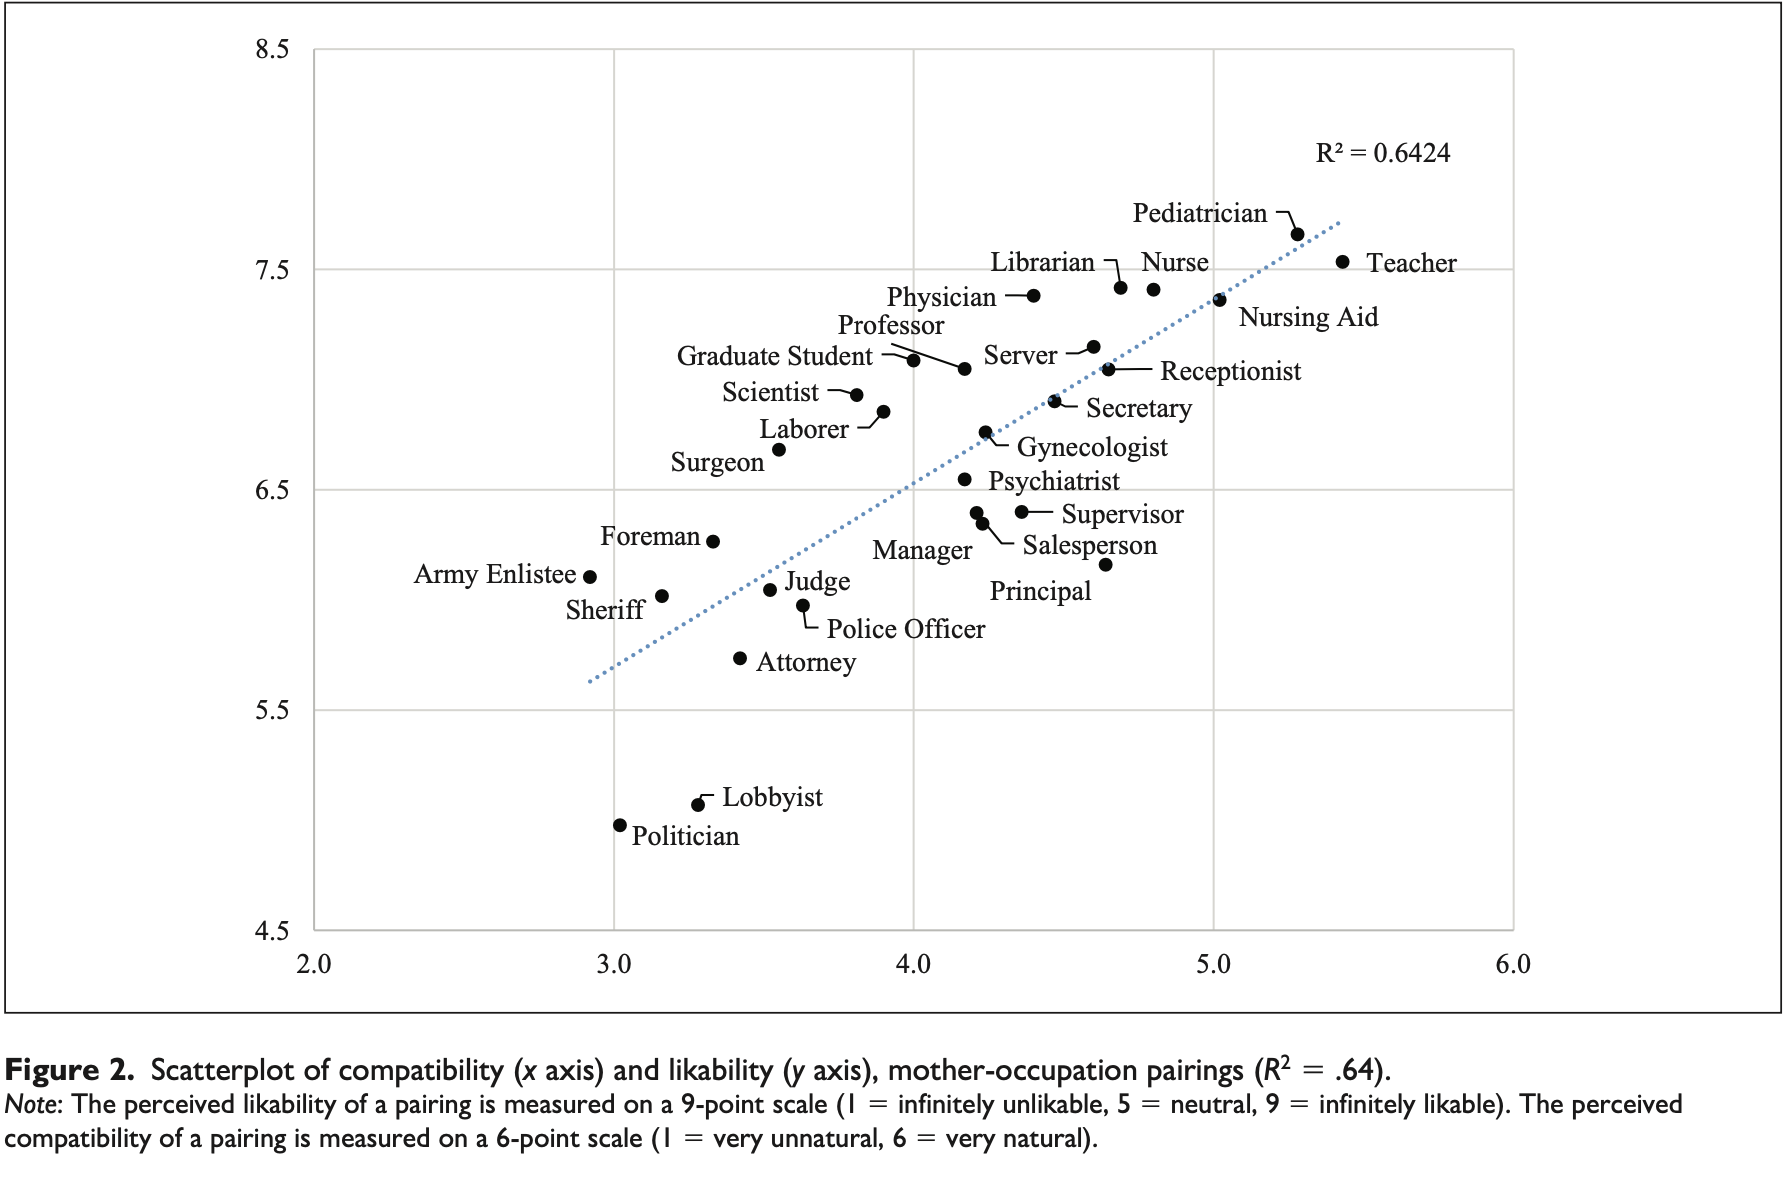 8.5
R² = 0.6424
Pediatrician
7.5
Librarian
Nurse
Teacher
Physician
Nursing Aid
Professor
Graduate Student
Server
Receptionist
Scientist
Secretary
Laborer
Gynecologist
Surgeon
Psychiatrist
6.5
Supervisor
Foreman
Salesperson
Manager
Army Enlistee
Judge
Principal
Sheriff
Police Officer
Attorney
5.5
Lobbyist
Politician
4.5
2.0 3.0 4.0 5.0 6.0
Figure 2. Scatterplot of compatibility (x axis) and likability (y axis), mother-occupation pairings (R² = .64).
Note: The perceived likability of a pairing is measured on a 9-point scale (1 = infinitely unlikable, 5 = neutral, 9 = infinitely likable). The perceived
compatibility of a pairing is measured on a 6-point scale (1 = very unnatural, 6 = very natural).